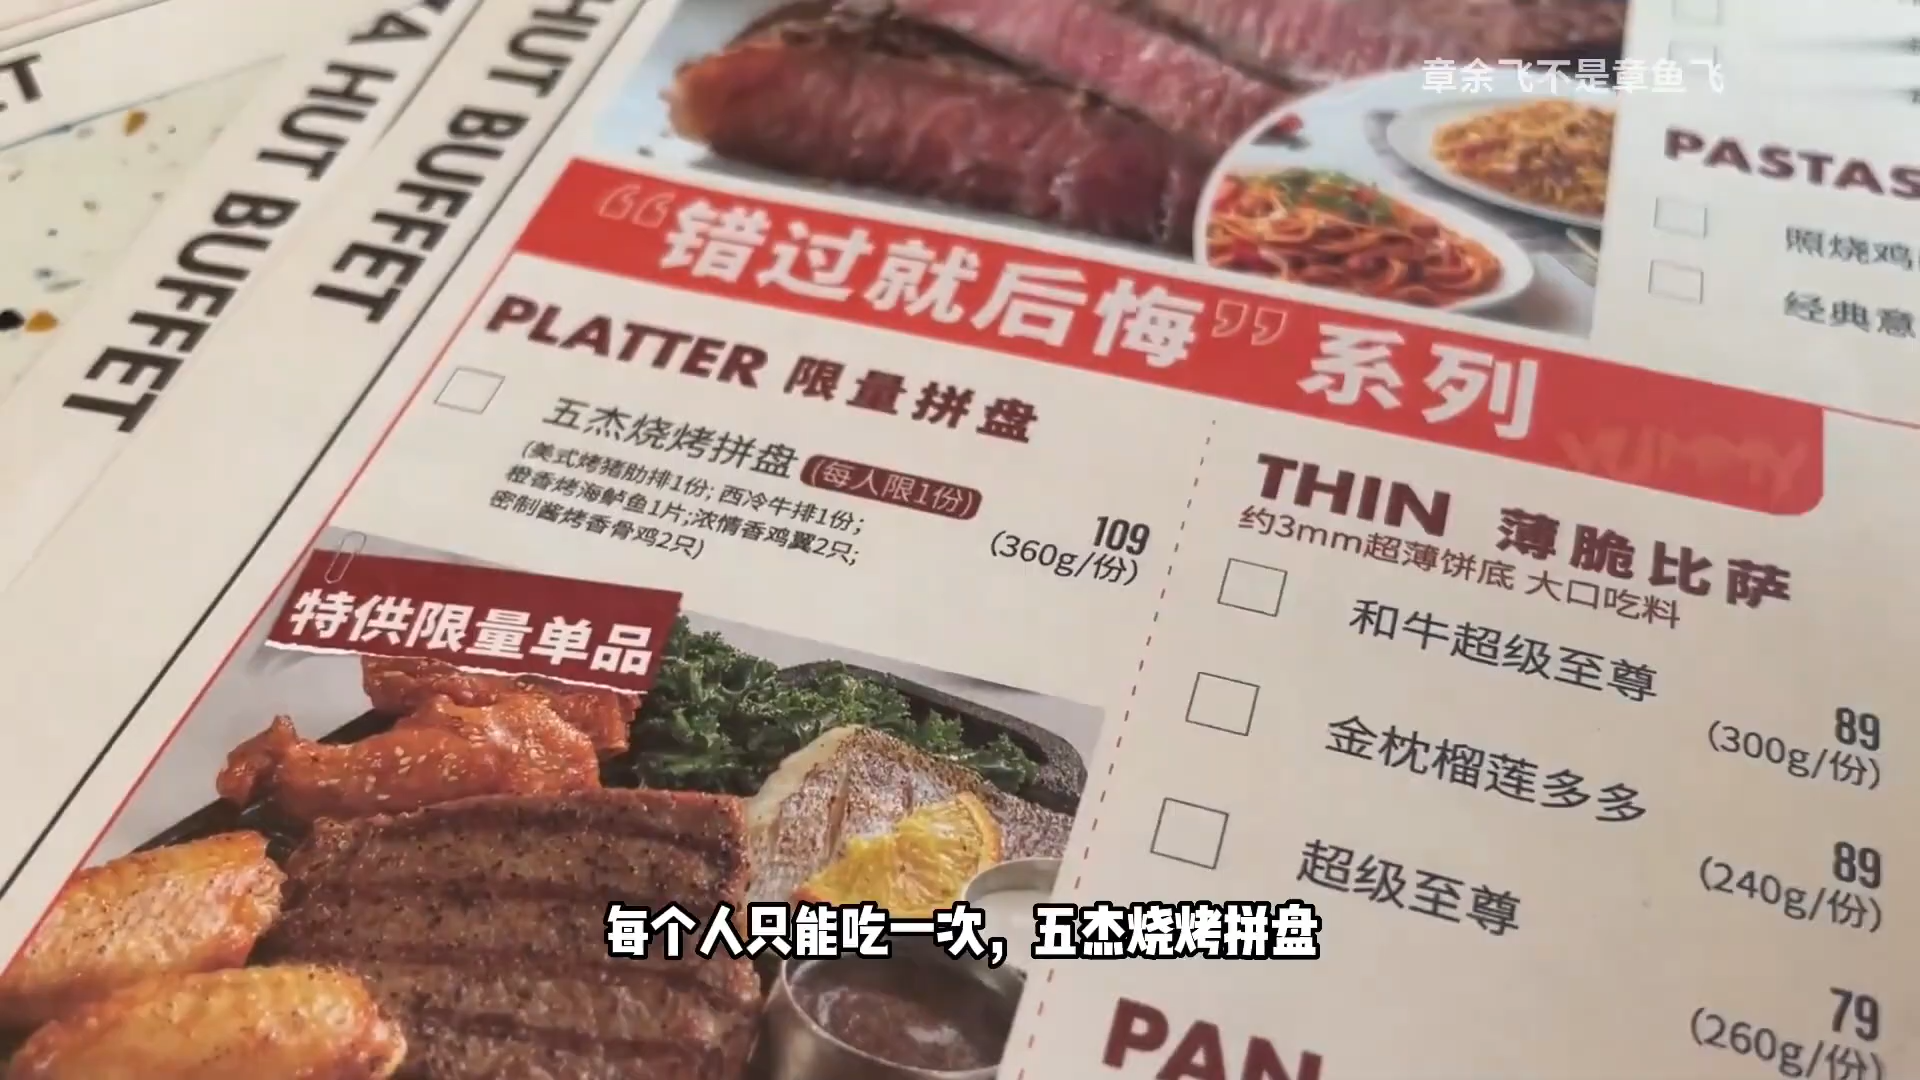 章余飞不是章鱼飞
HUT BUFFET
A HUT BUFFET
“错过就后悔”系列
yummy
PLATTER 限量拼盘
五杰烧烤拼盘 (每人限1份)
(美式烤猪肋排1份; 西冷牛排1份;
橙香烤海鲈鱼1片;浓情香鸡翼2只;
密制酱烤香骨鸡2只)
109
(360g/份)
特供限量单品
PASTAS
照烧鸡
经典意
THIN 薄脆比萨
约3mm超薄饼底 大口吃料
和牛超级至尊
89
(300g/份)
金枕榴莲多多
89
(240g/份)
超级至尊
79
(260g/份)
PAN
每个人只能吃一次，五杰烧烤拼盘